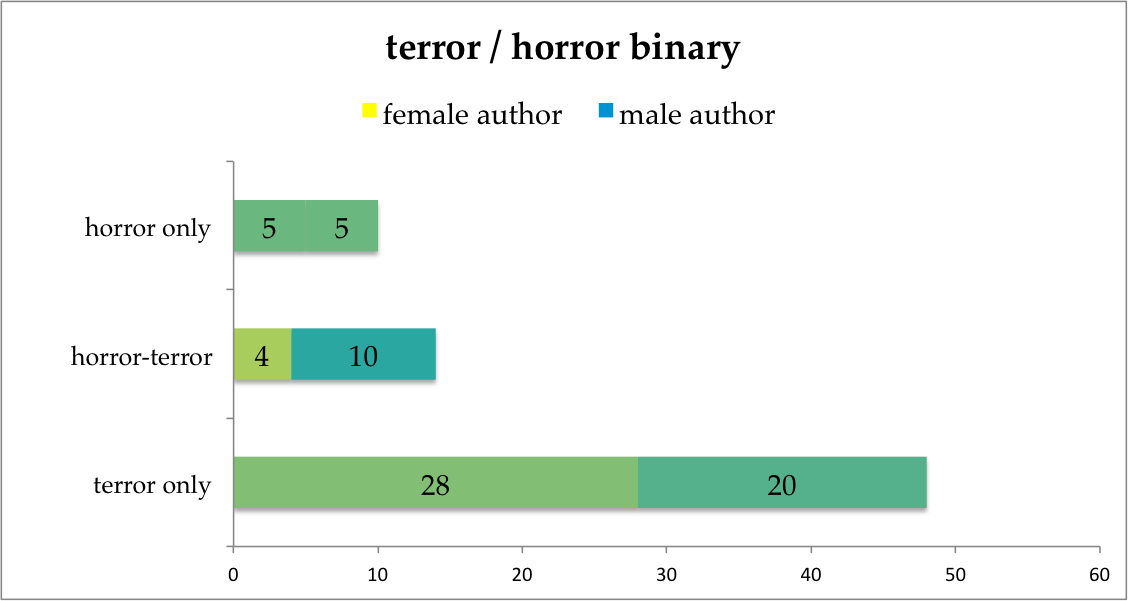 terror / horror binary
female author male author
horror only 5 5
horror-terror 4 10
terror only 28 20
0 10 20 30 40 50 60